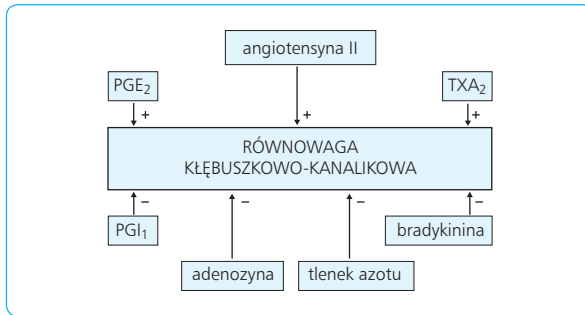 angiotensyna II
PGE₂
TXA₂
+
+
+
RÓWNOWAGA
KŁĘBUSZKOWO-KANALIKOWA
–
–
–
–
PGI₁
bradykinina
adenozyna
tlenek azotu